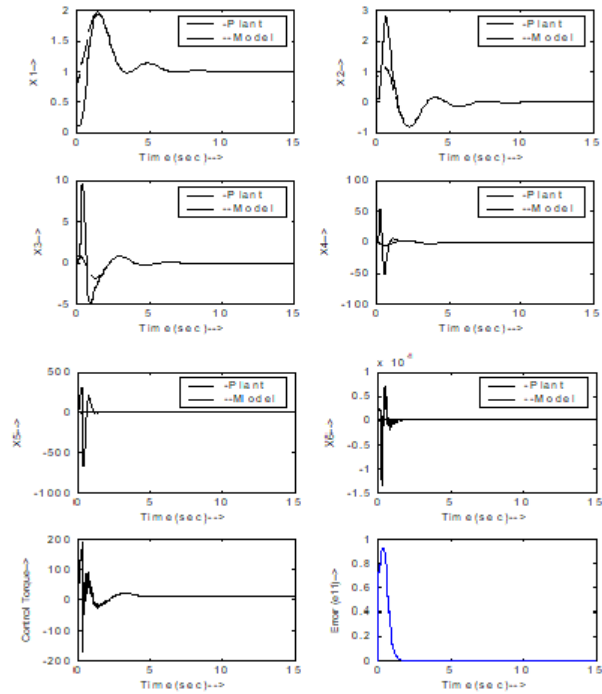 2
1.5
1
0.5
0
X1-->
-Plant
--Model
0 5 10 15
Time(sec)-->
3
2
1
0
-1
X2-->
-Plant
--Model
0 5 10 15
Time(sec)-->
10
5
0
-5
X3-->
-Plant
--Model
0 5 10 15
Time(sec)-->
100
50
0
-50
-100
X4-->
-Plant
--Model
0 5 10 15
Time(sec)-->
500
0
-500
-1000
X5-->
-Plant
--Model
0 5 10 15
Time(sec)-->
1
0.5
0
-0.5
-1
-1.5
X6-->
-Plant
--Model
0 5 10 15
Time(sec)-->
200
100
0
-100
-200
Control Torque-->
0 5 10 15
Time(sec)-->
1
0.8
0.6
0.4
0.2
0
Error (e11)-->
0 5 10 15
Time(sec)-->